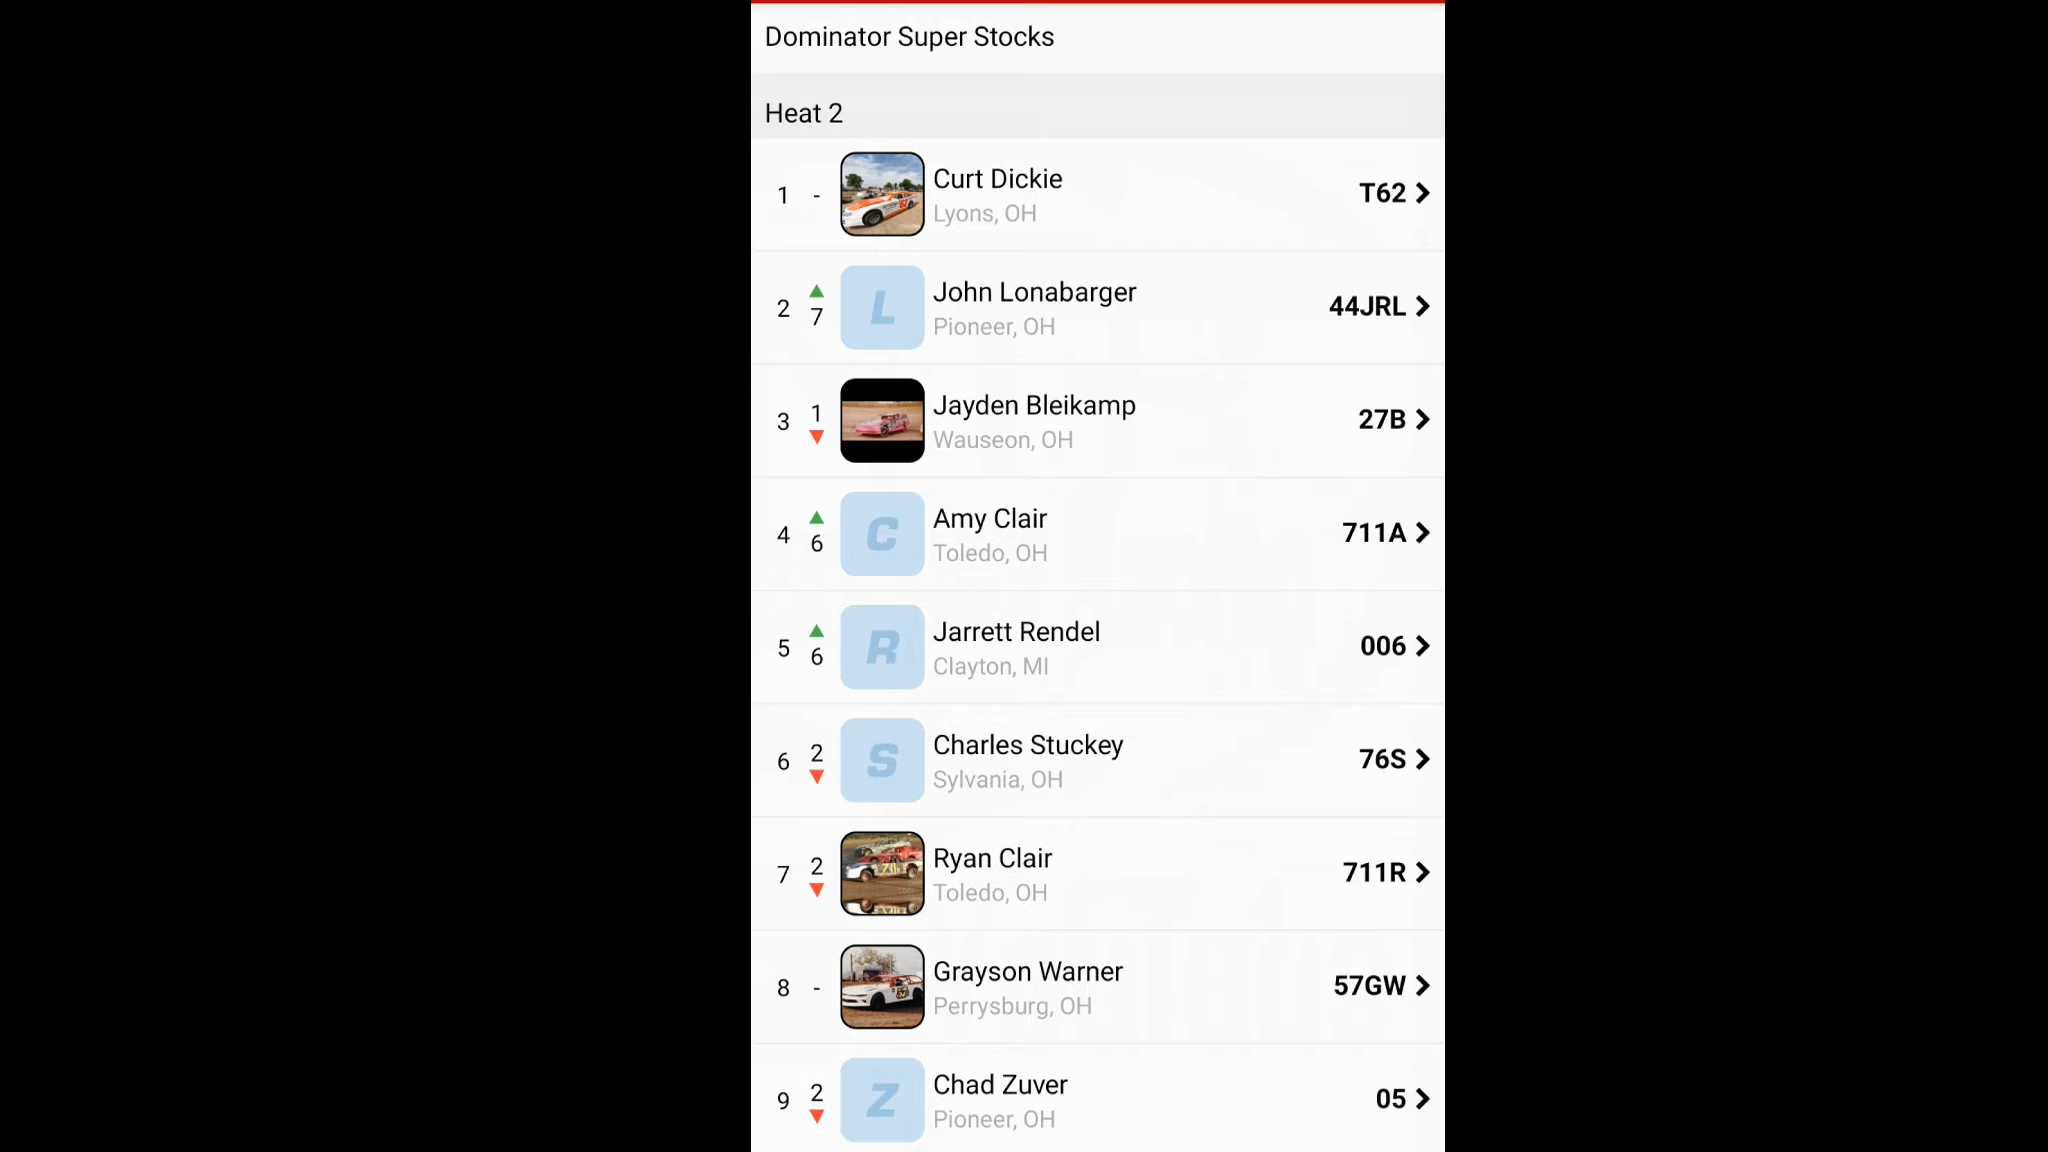 Dominator Super Stocks
Heat 2
1 - Curt Dickie T62
Lyons, OH
2 7 L John Lonabarger 44JRL
Pioneer, OH
3 1 Jayden Bleikamp 27B
Wauseon, OH
4 6 C Amy Clair 711A
Toledo, OH
5 6 R Jarrett Rendel 006
Clayton, MI
6 2 S Charles Stuckey 76S
Sylvania, OH
7 2 Ryan Clair 711R
Toledo, OH
8 - Grayson Warner 57GW
Perrysburg, OH
9 2 Z Chad Zuver 05
Pioneer, OH